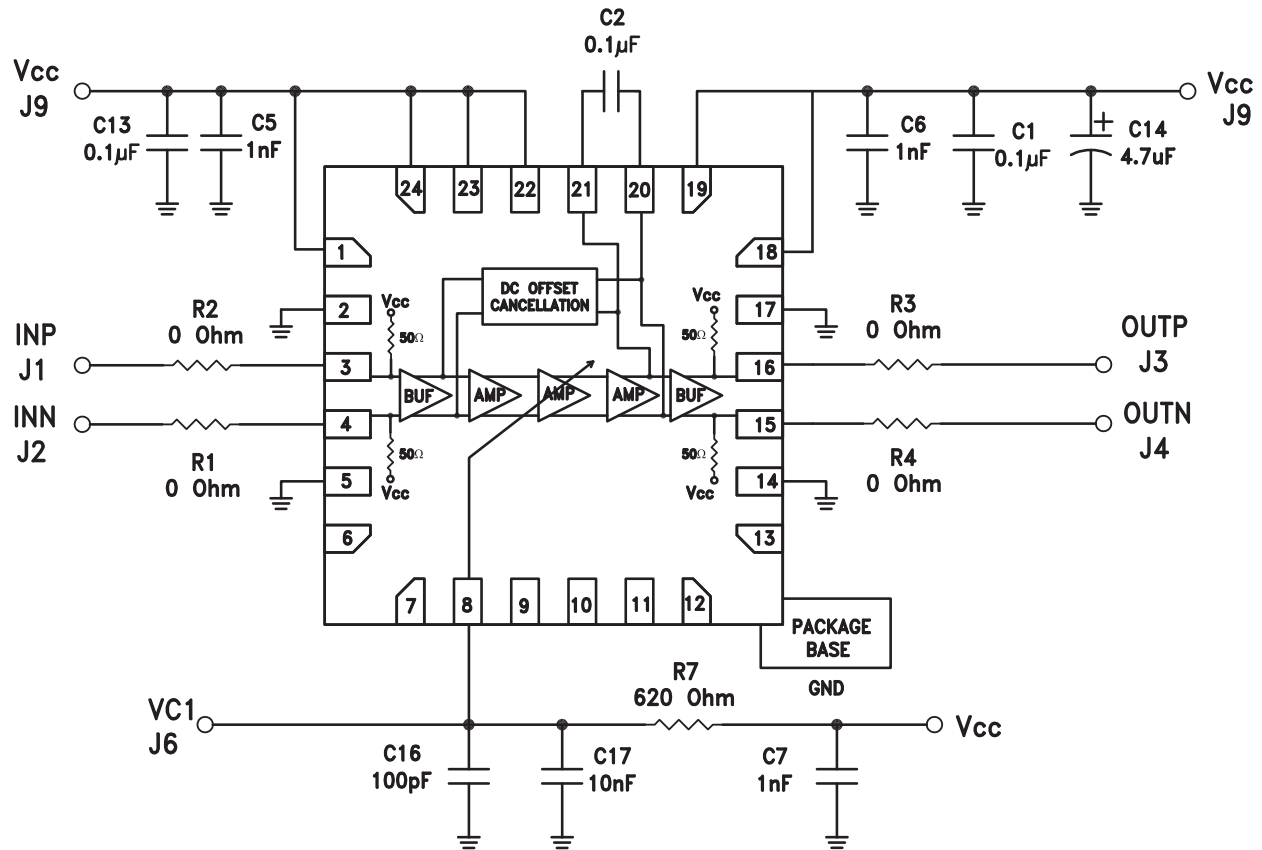 C2
0.1µF
Vcc
J9
C13
0.1µF
C5
1nF
C6
1nF
C1
0.1µF
C14
4.7uF
+
Vcc
J9
24
23
22
21
20
19
1
2
3
4
5
6
18
17
16
15
14
13
7
8
9
10
11
12
DC OFFSET
CANCELLATION
Vcc
50Ω
Vcc
50Ω
BUF
AMP
AMP
AMP
BUF
50Ω
Vcc
50Ω
Vcc
INP
J1
R2
0 Ohm
INN
J2
R1
0 Ohm
R3
0 Ohm
OUTP
J3
R4
0 Ohm
OUTN
J4
PACKAGE
BASE
GND
VC1
J6
R7
620 Ohm
Vcc
C16
100pF
C17
10nF
C7
1nF